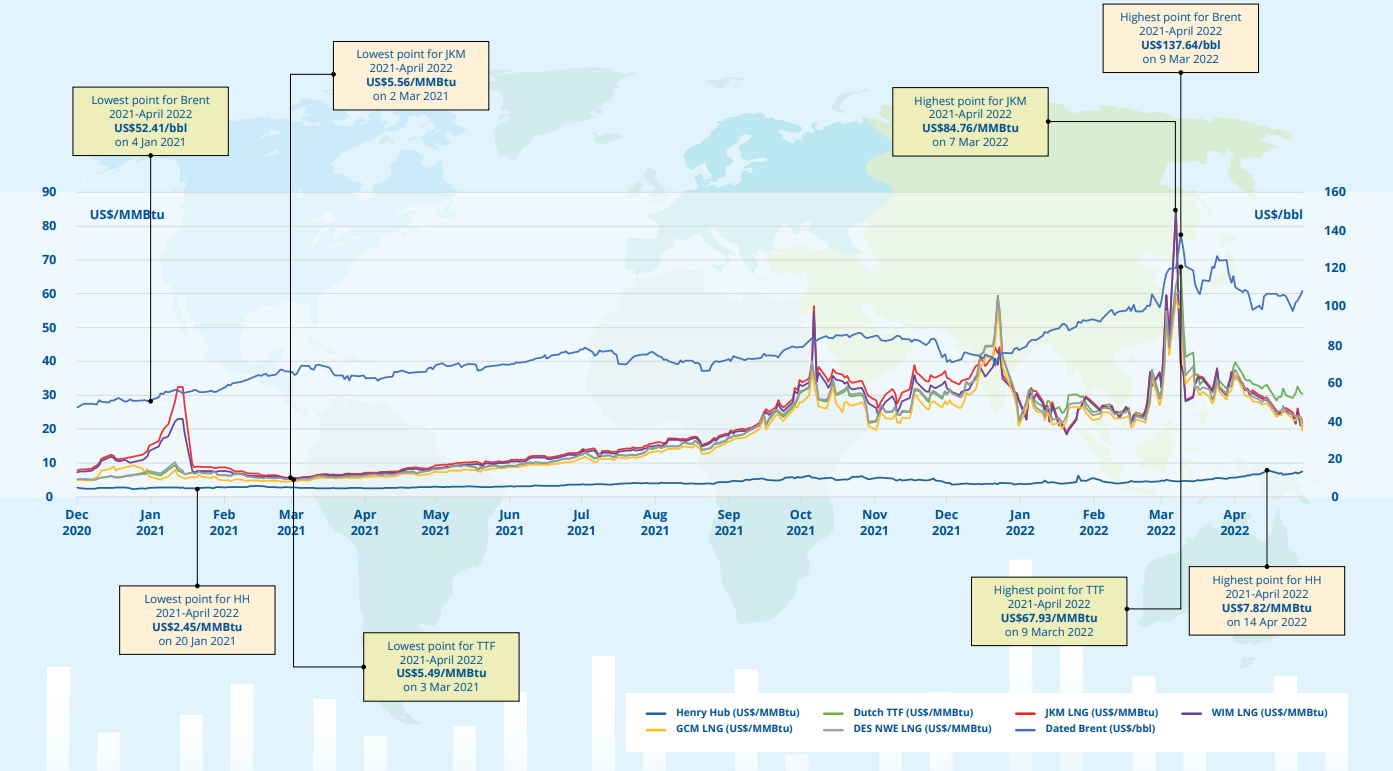 Highest point for Brent
2021-April 2022
US$137.64/bbl
on 9 Mar 2022
Lowest point for JKM
2021-April 2022
US$5.56/MMBtu
on 2 Mar 2021
Lowest point for Brent
2021-April 2022
US$52.41/bbl
on 4 Jan 2021
Highest point for JKM
2021-April 2022
US$84.76/MMBtu
on 7 Mar 2022
US$/MMBtu
US$/bbl
90
80
70
60
50
40
30
20
10
0
160
140
120
100
80
60
40
20
0
Dec 2020
Jan 2021
Feb 2021
Mar 2021
Apr 2021
May 2021
Jun 2021
Jul 2021
Aug 2021
Sep 2021
Oct 2021
Nov 2021
Dec 2021
Jan 2022
Feb 2022
Mar 2022
Apr 2022
Lowest point for HH
2021-April 2022
US$2.45/MMBtu
on 20 Jan 2021
Lowest point for TTF
2021-April 2022
US$5.49/MMBtu
on 3 Mar 2021
Highest point for TTF
2021-April 2022
US$67.93/MMBtu
on 9 March 2022
Highest point for HH
2021-April 2022
US$7.82/MMBtu
on 14 Apr 2022
Henry Hub (US$/MMBtu)
Dutch TTF (US$/MMBtu)
JKM LNG (US$/MMBtu)
WIM LNG (US$/MMBtu)
GCM LNG (US$/MMBtu)
DES NWE LNG (US$/MMBtu)
Dated Brent (US$/bbl)